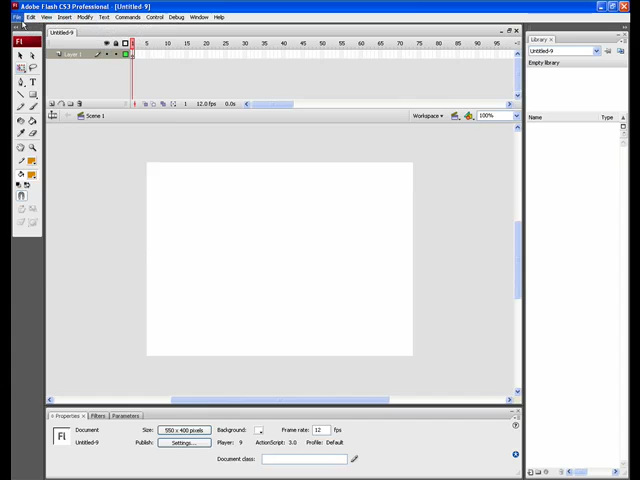 Adobe Flash CS3 Professional - [Untitled-9]
File Edit View Insert Modify Text Commands Control Debug Window Help
Fl
Untitled-9
5 10 15 20 25 30 35 40 45 50 55 60 65 70 75 80 85 90 95
Layer 1
1 12.0 fps 0.0s
Scene 1 Workspace 100%
Library
Untitled-9
Empty library
Name Type
Properties Filters Parameters
Fl
Document Size: 550 x 400 pixels Background: Frame rate: 12 fps
Untitled-9 Publish: Settings... Player: 9 ActionScript: 3.0 Profile: Default
Document class: